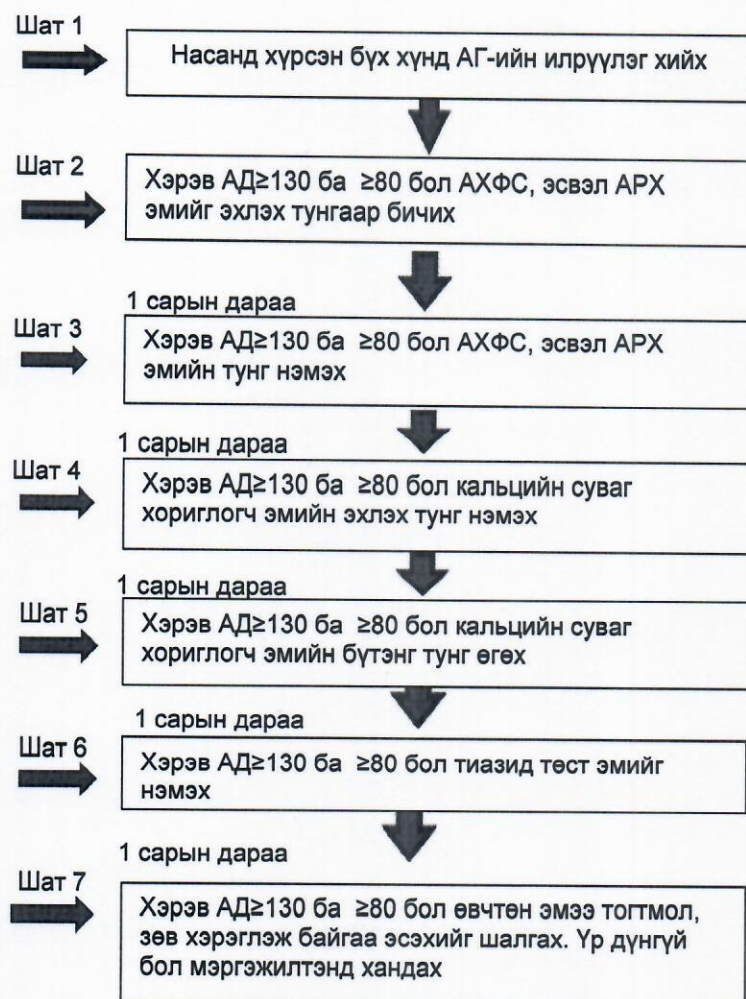 Шат 1
Насанд хүрсэн бүх хүнд АГ-ийн илрүүлэг хийх
Шат 2
Хэрэв АД≥130 ба ≥80 бол АХФС, эсвэл АРХ
эмийг эхлэх тунгаар бичих
1 сарын дараа
Шат 3
Хэрэв АД≥130 ба ≥80 бол АХФС, эсвэл АРХ
эмийн тунг нэмэх
1 сарын дараа
Шат 4
Хэрэв АД≥130 ба ≥80 бол кальцийн суваг
хориглогч эмийн эхлэх тунг нэмэх
1 сарын дараа
Шат 5
Хэрэв АД≥130 ба ≥80 бол кальцийн суваг
хориглогч эмийн бүтэнг тунг өгөх
1 сарын дараа
Шат 6
Хэрэв АД≥130 ба ≥80 бол тиазид төст эмийг
нэмэх
1 сарын дараа
Шат 7
Хэрэв АД≥130 ба ≥80 бол өвчтөн эмээ тогтмол,
зөв хэрэглэж байгаа эсэхийг шалгах. Үр дүнгүй
бол мэргэжилтэнд хандах